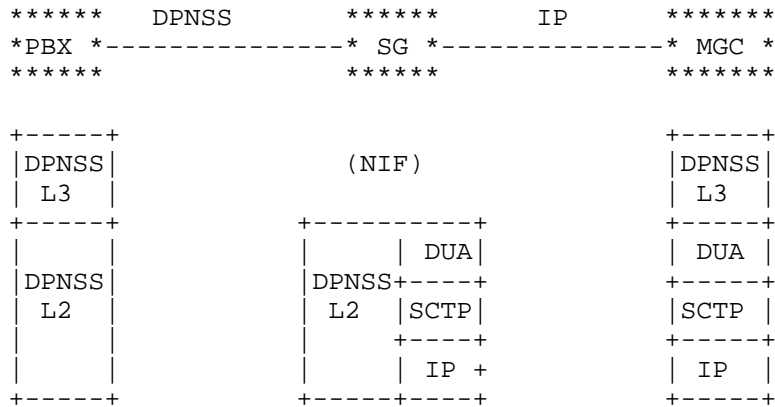 ******   DPNSS        ******       IP       *******
*PBX *---------------* SG *--------------* MGC *
******               ******              *******
+-----+                                  +-----+
|DPNSS|              (NIF)               |DPNSS|
| L3  |                                  | L3  |
+-----+            +----------+          +-----+
|     |            |     | DUA|          | DUA |
|DPNSS|            |DPNSS+----+          +-----+
| L2  |            | L2  |SCTP|          |SCTP |
|     |            |     +----+          +-----+
|     |            |     | IP +          | IP  |
+-----+            +-----+----+          +-----+